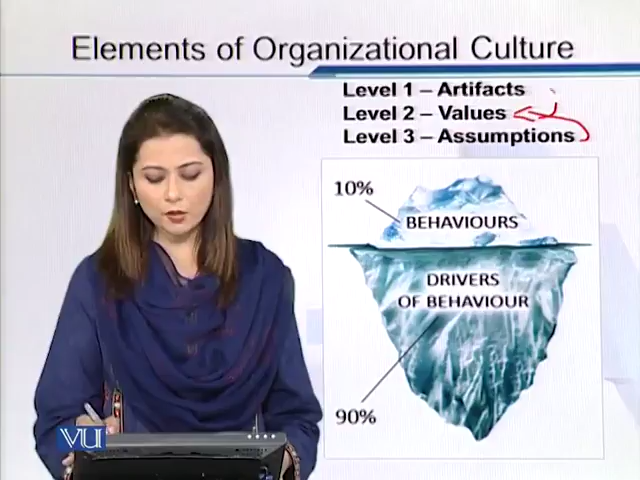 Elements of Organizational Culture
Level 1 – Artifacts
Level 2 – Values
Level 3 – Assumptions
10%
BEHAVIOURS
DRIVERS
OF BEHAVIOUR
90%
VU